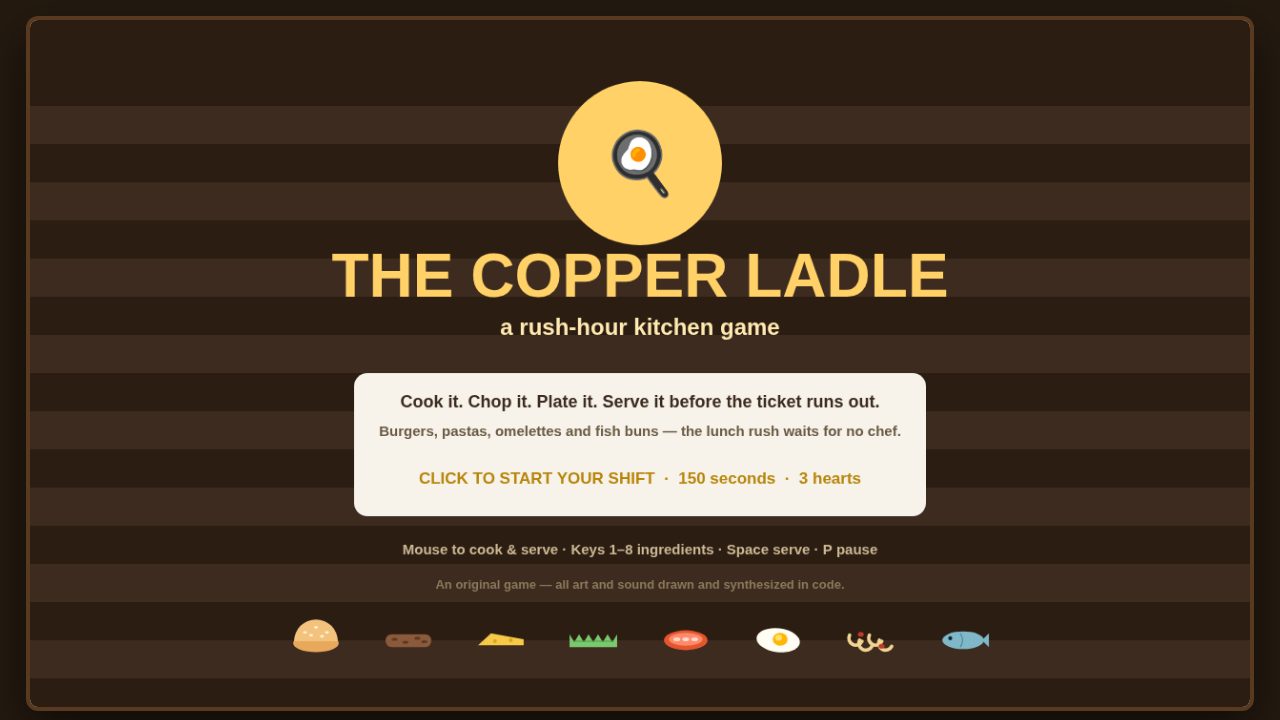 THE COPPER LADLE
a rush-hour kitchen game
Cook it. Chop it. Plate it. Serve it before the ticket runs out.
Burgers, pastas, omelettes and fish buns — the lunch rush waits for no chef.
CLICK TO START YOUR SHIFT · 150 seconds · 3 hearts
Mouse to cook & serve · Keys 1–8 ingredients · Space serve · P pause
An original game — all art and sound drawn and synthesized in code.